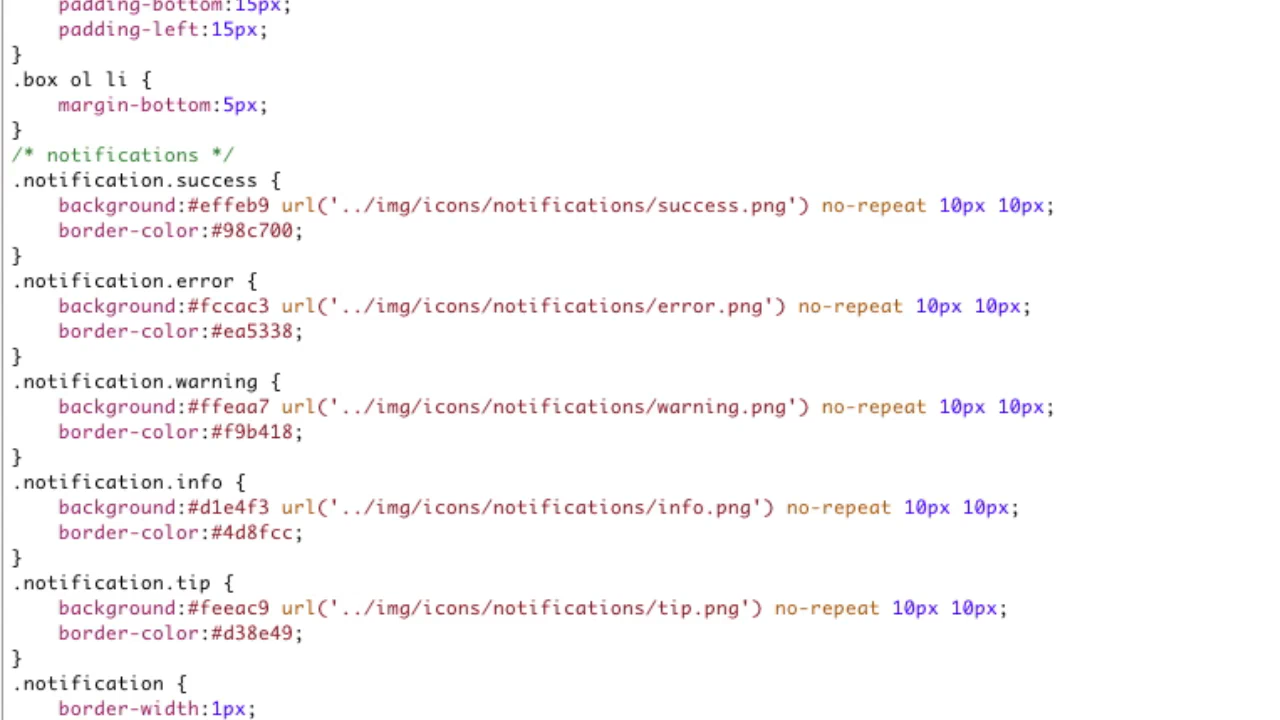 padding-bottom:15px;
padding-left:15px;
}
.box ol li {
margin-bottom:5px;
}
/* notifications */
.notification.success {
background:#effeb9 url('../img/icons/notifications/success.png') no-repeat 10px 10px;
border-color:#98c700;
}
.notification.error {
background:#fccac3 url('../img/icons/notifications/error.png') no-repeat 10px 10px;
border-color:#ea5338;
}
.notification.warning {
background:#ffeaa7 url('../img/icons/notifications/warning.png') no-repeat 10px 10px;
border-color:#f9b418;
}
.notification.info {
background:#d1e4f3 url('../img/icons/notifications/info.png') no-repeat 10px 10px;
border-color:#4d8fcc;
}
.notification.tip {
background:#feeac9 url('../img/icons/notifications/tip.png') no-repeat 10px 10px;
border-color:#d38e49;
}
.notification {
border-width:1px;